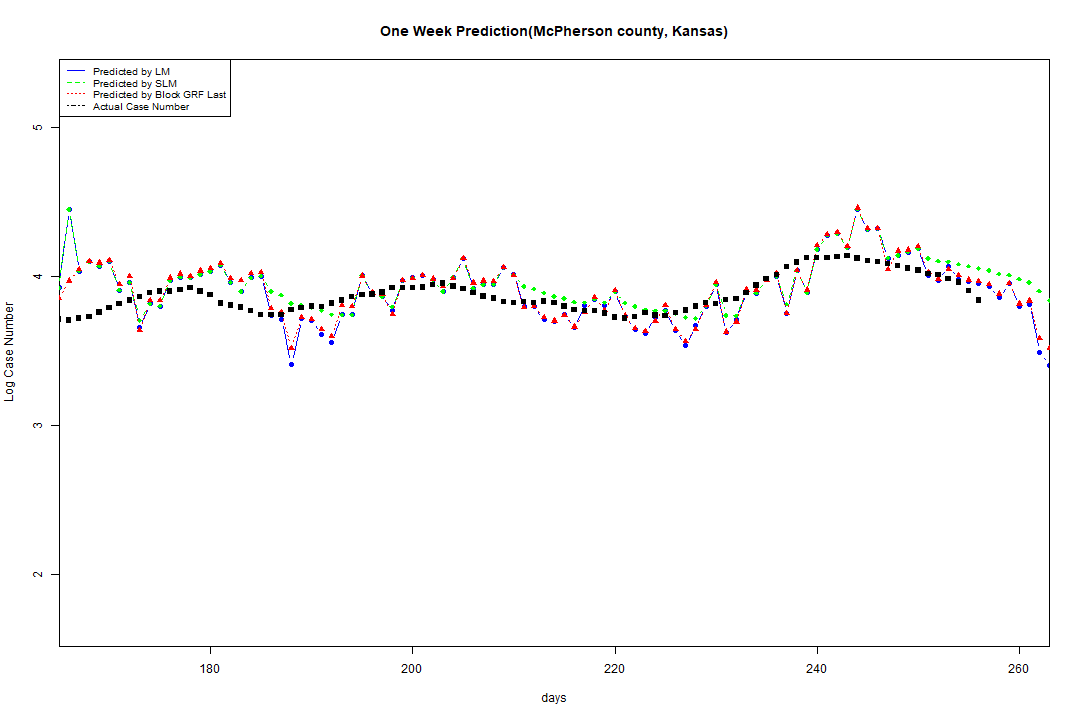 One Week Prediction(McPherson county, Kansas)
Predicted by LM
Predicted by SLM
Predicted by Block GRF Last
Actual Case Number
5
4
3
2
Log Case Number
180 200 220 240 260
days